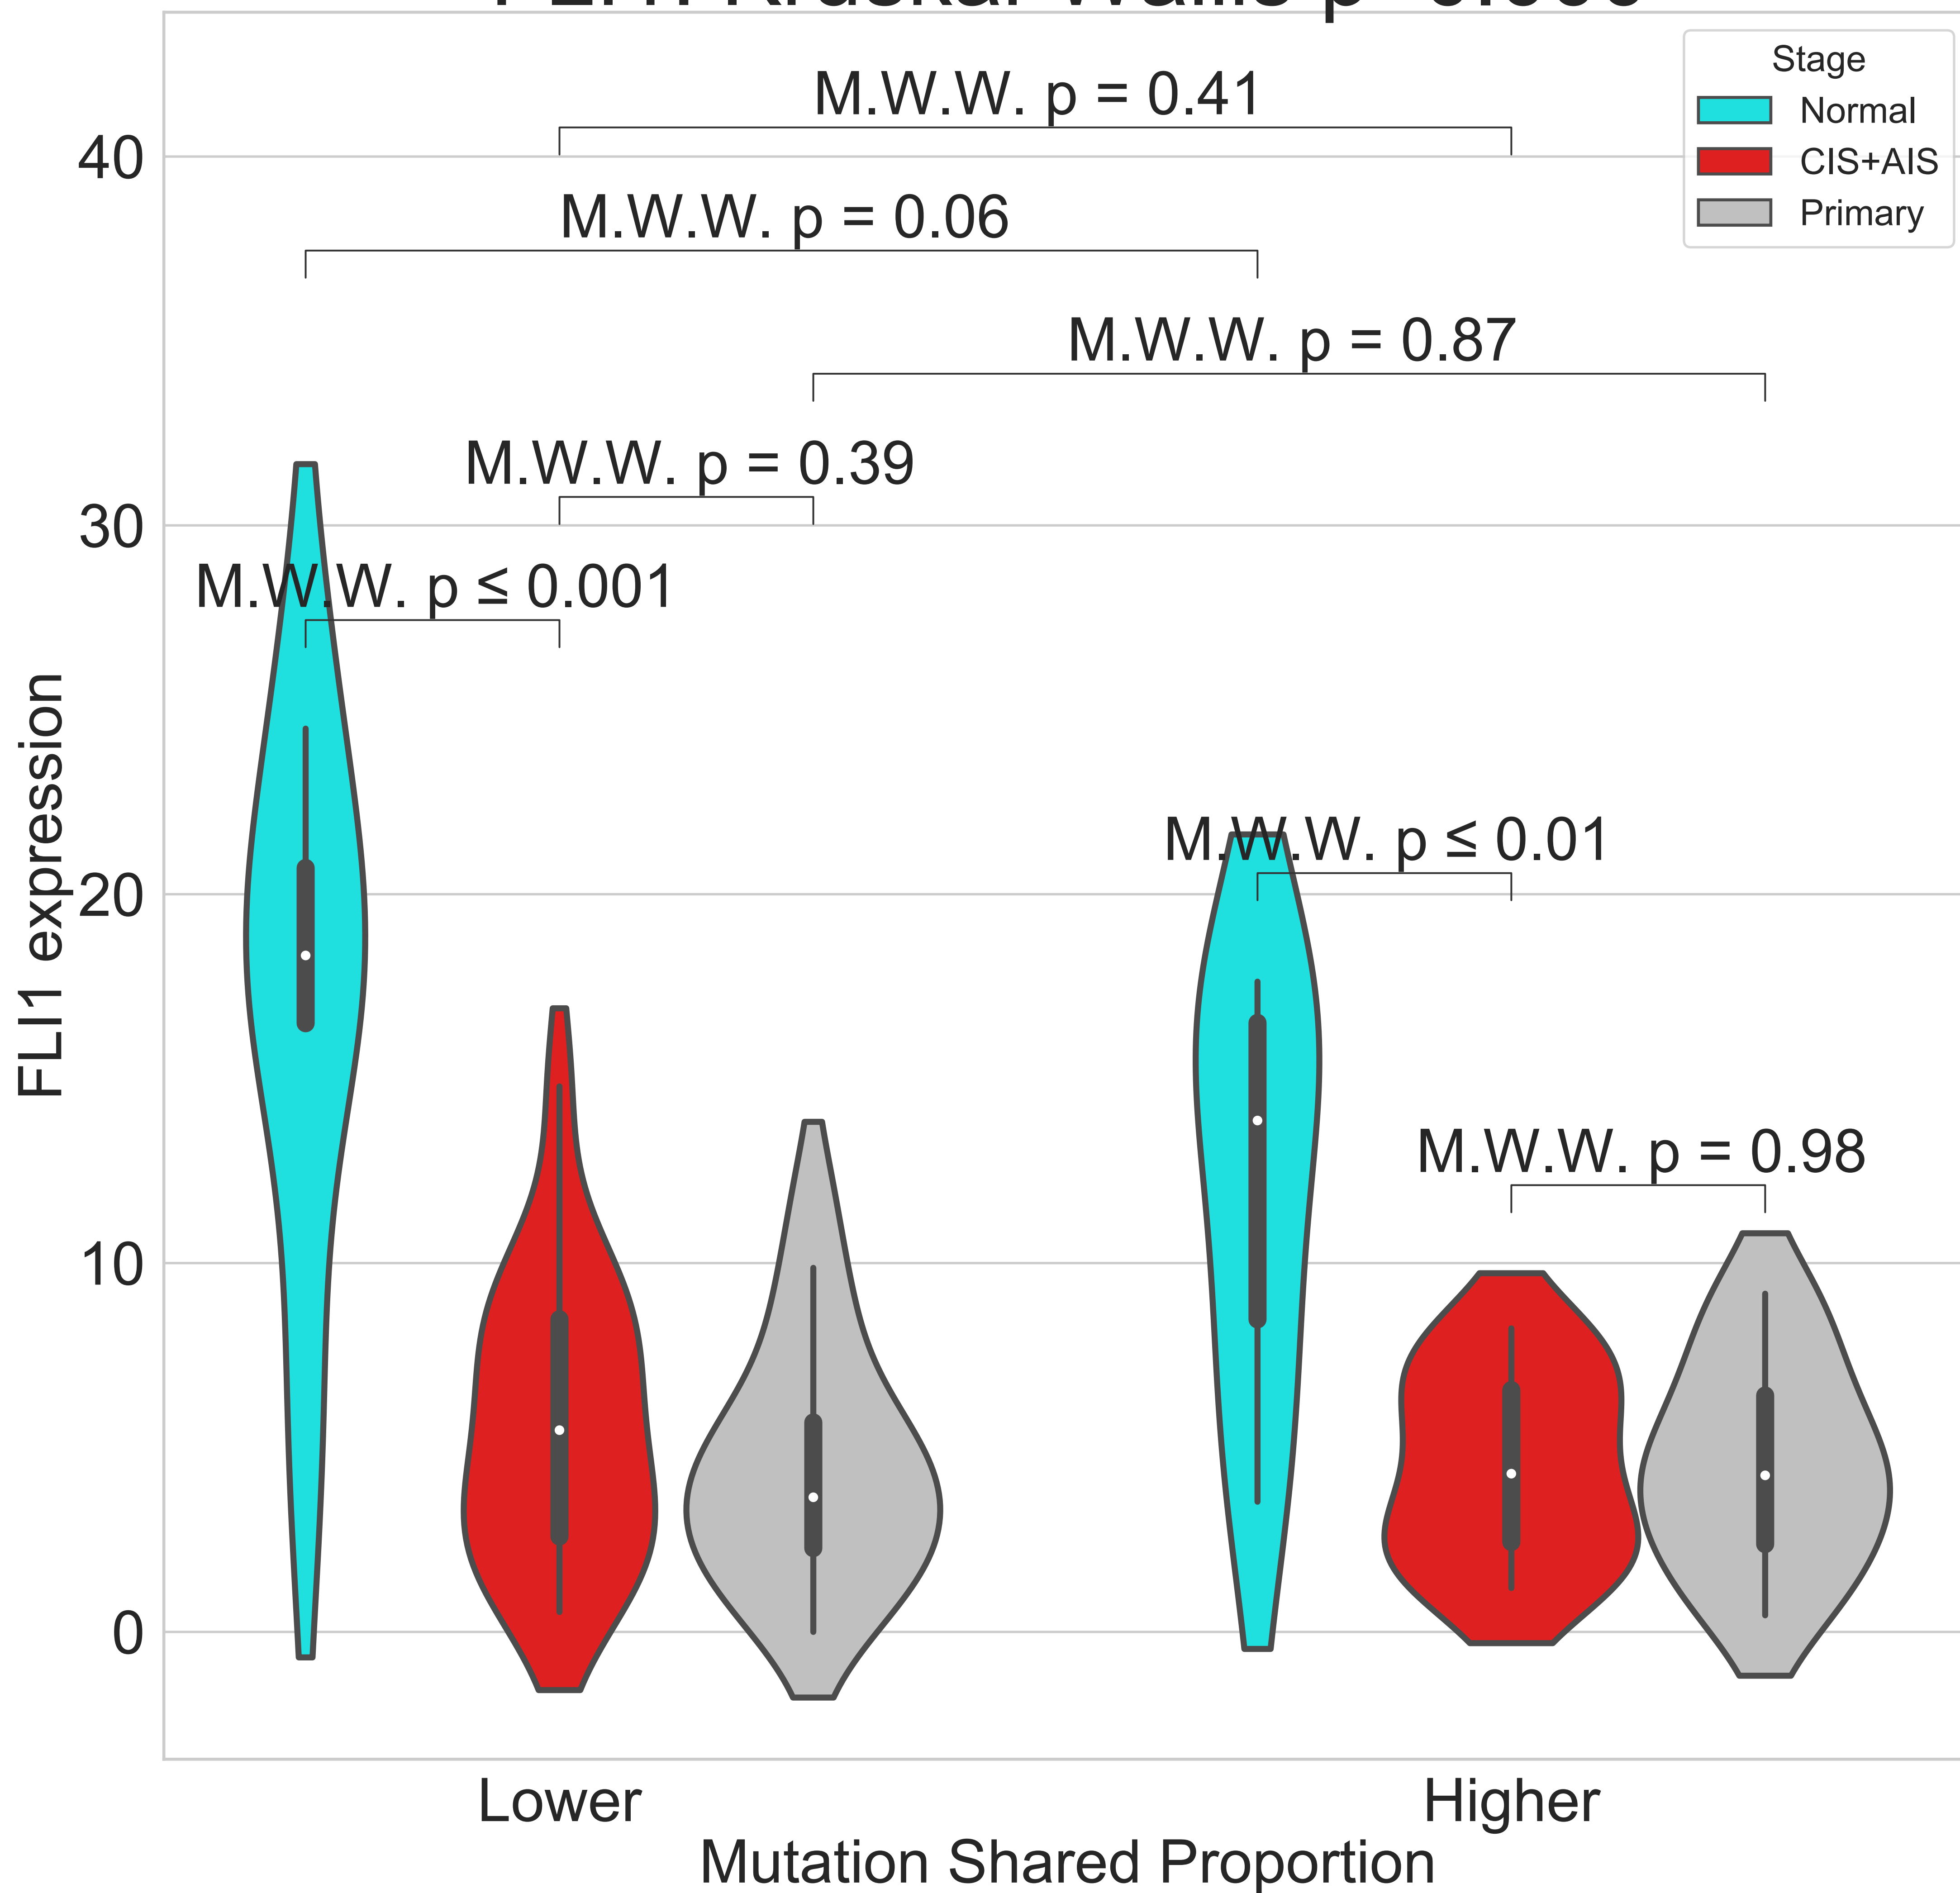 M.W.W. p = 0.41
M.W.W. p = 0.06
M.W.W. p = 0.87
M.W.W. p = 0.39
M.W.W. p ≤ 0.001
M.W.W. p ≤ 0.01
M.W.W. p = 0.98
Stage
Normal
CIS+AIS
Primary
40
30
20
10
0
FLI1 expression
Lower
Higher
Mutation Shared Proportion